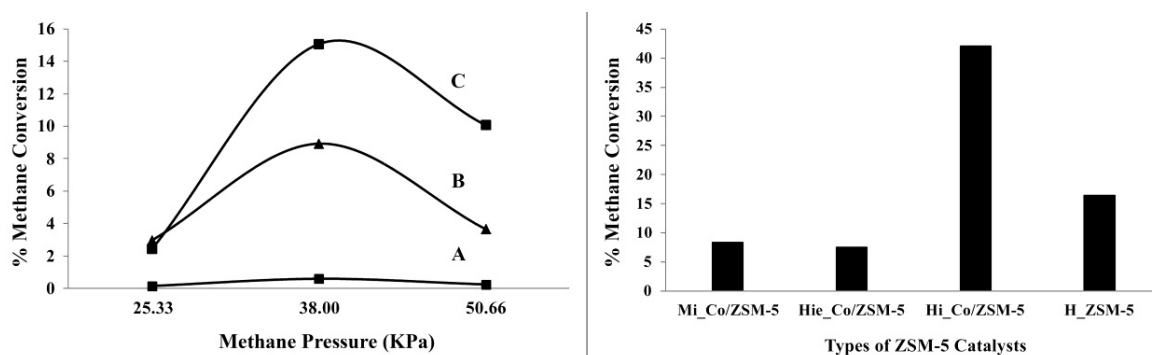 % Methane Conversion
16
14
12
10
8
6
4
2
0
C
B
A
25.33 38.00 50.66
Methane Pressure (KPa)
% Methane Conversion
45
40
35
30
25
20
15
10
5
0
Mi_Co/ZSM-5 Hie_Co/ZSM-5 Hi_Co/ZSM-5 H_ZSM-5
Types of ZSM-5 Catalysts